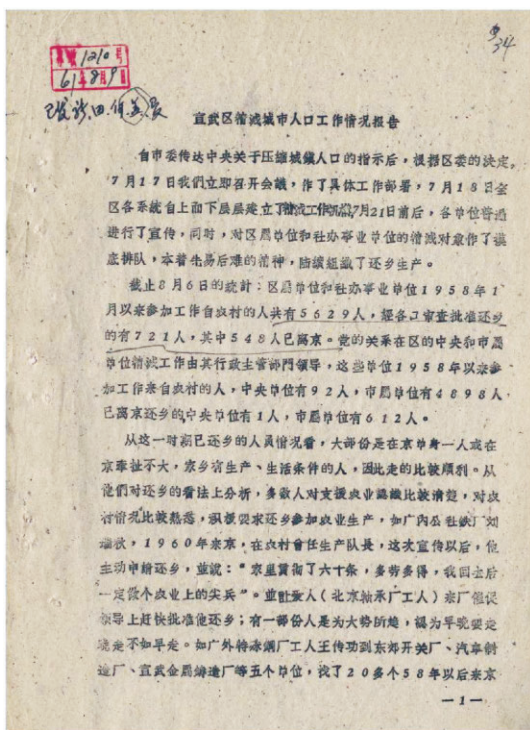 34
1210号
61年8月9日
宣武区精减城市人口工作情况报告
自市委传达中央关于压缩城镇人口的指示后，根据区委的决定，
7月17日我们立即召开会议，作了具体工作部署，7月18日全
区各系统自上而下层层建立了精减工作机构，7月21日前后，各单位普遍
进行了宣传，同时，对区属单位和社办事业单位的精减对象作了摸
底排队，本着先易后难的精神，陆续组织了还乡生产。
截止8月6日的统计：区属单位和社办事业单位1958年1
月以来参加工作自农村的人共有5629人，经各口审查批准还乡
的有721人，其中548人已离京。党的关系在区的中央和市属
单位精减工作由其行政主管部门领导，这些单位1958年以来参
加工作来自农村的人，中央单位有92人，市属单位有4898人
已离京还乡的中央单位有1人，市属单位有612人。
从这一时期已还乡的人员情况看，大部份是在京单身一人或在
京牵扯不大，家乡有生产、生活条件的人，因此走的比较顺利。从
他们对还乡的看法上分析，多数人对支援农业认识比较清楚，对农
村情况比较熟悉，积极要求还乡参加农业生产，如广内公社铁厂刘
，1960年来京，在农村曾任生产队长，这次宣传以后，他
主动申请还乡，并说：“家里贯彻了六十条，多劳多得，我回去后
一定做个农业上的尖兵”。并让爱人（北京轴承厂工人）来厂催促
领导上赶快批准他还乡；有一部份人是为大势所趋，认为早晚要走
晚走不如早走。如广外特殊钢厂工人王传功到东郊开关厂、汽车制
造厂、宣武金属铸造厂等五个单位，找了20多个58年以后来京
—1—